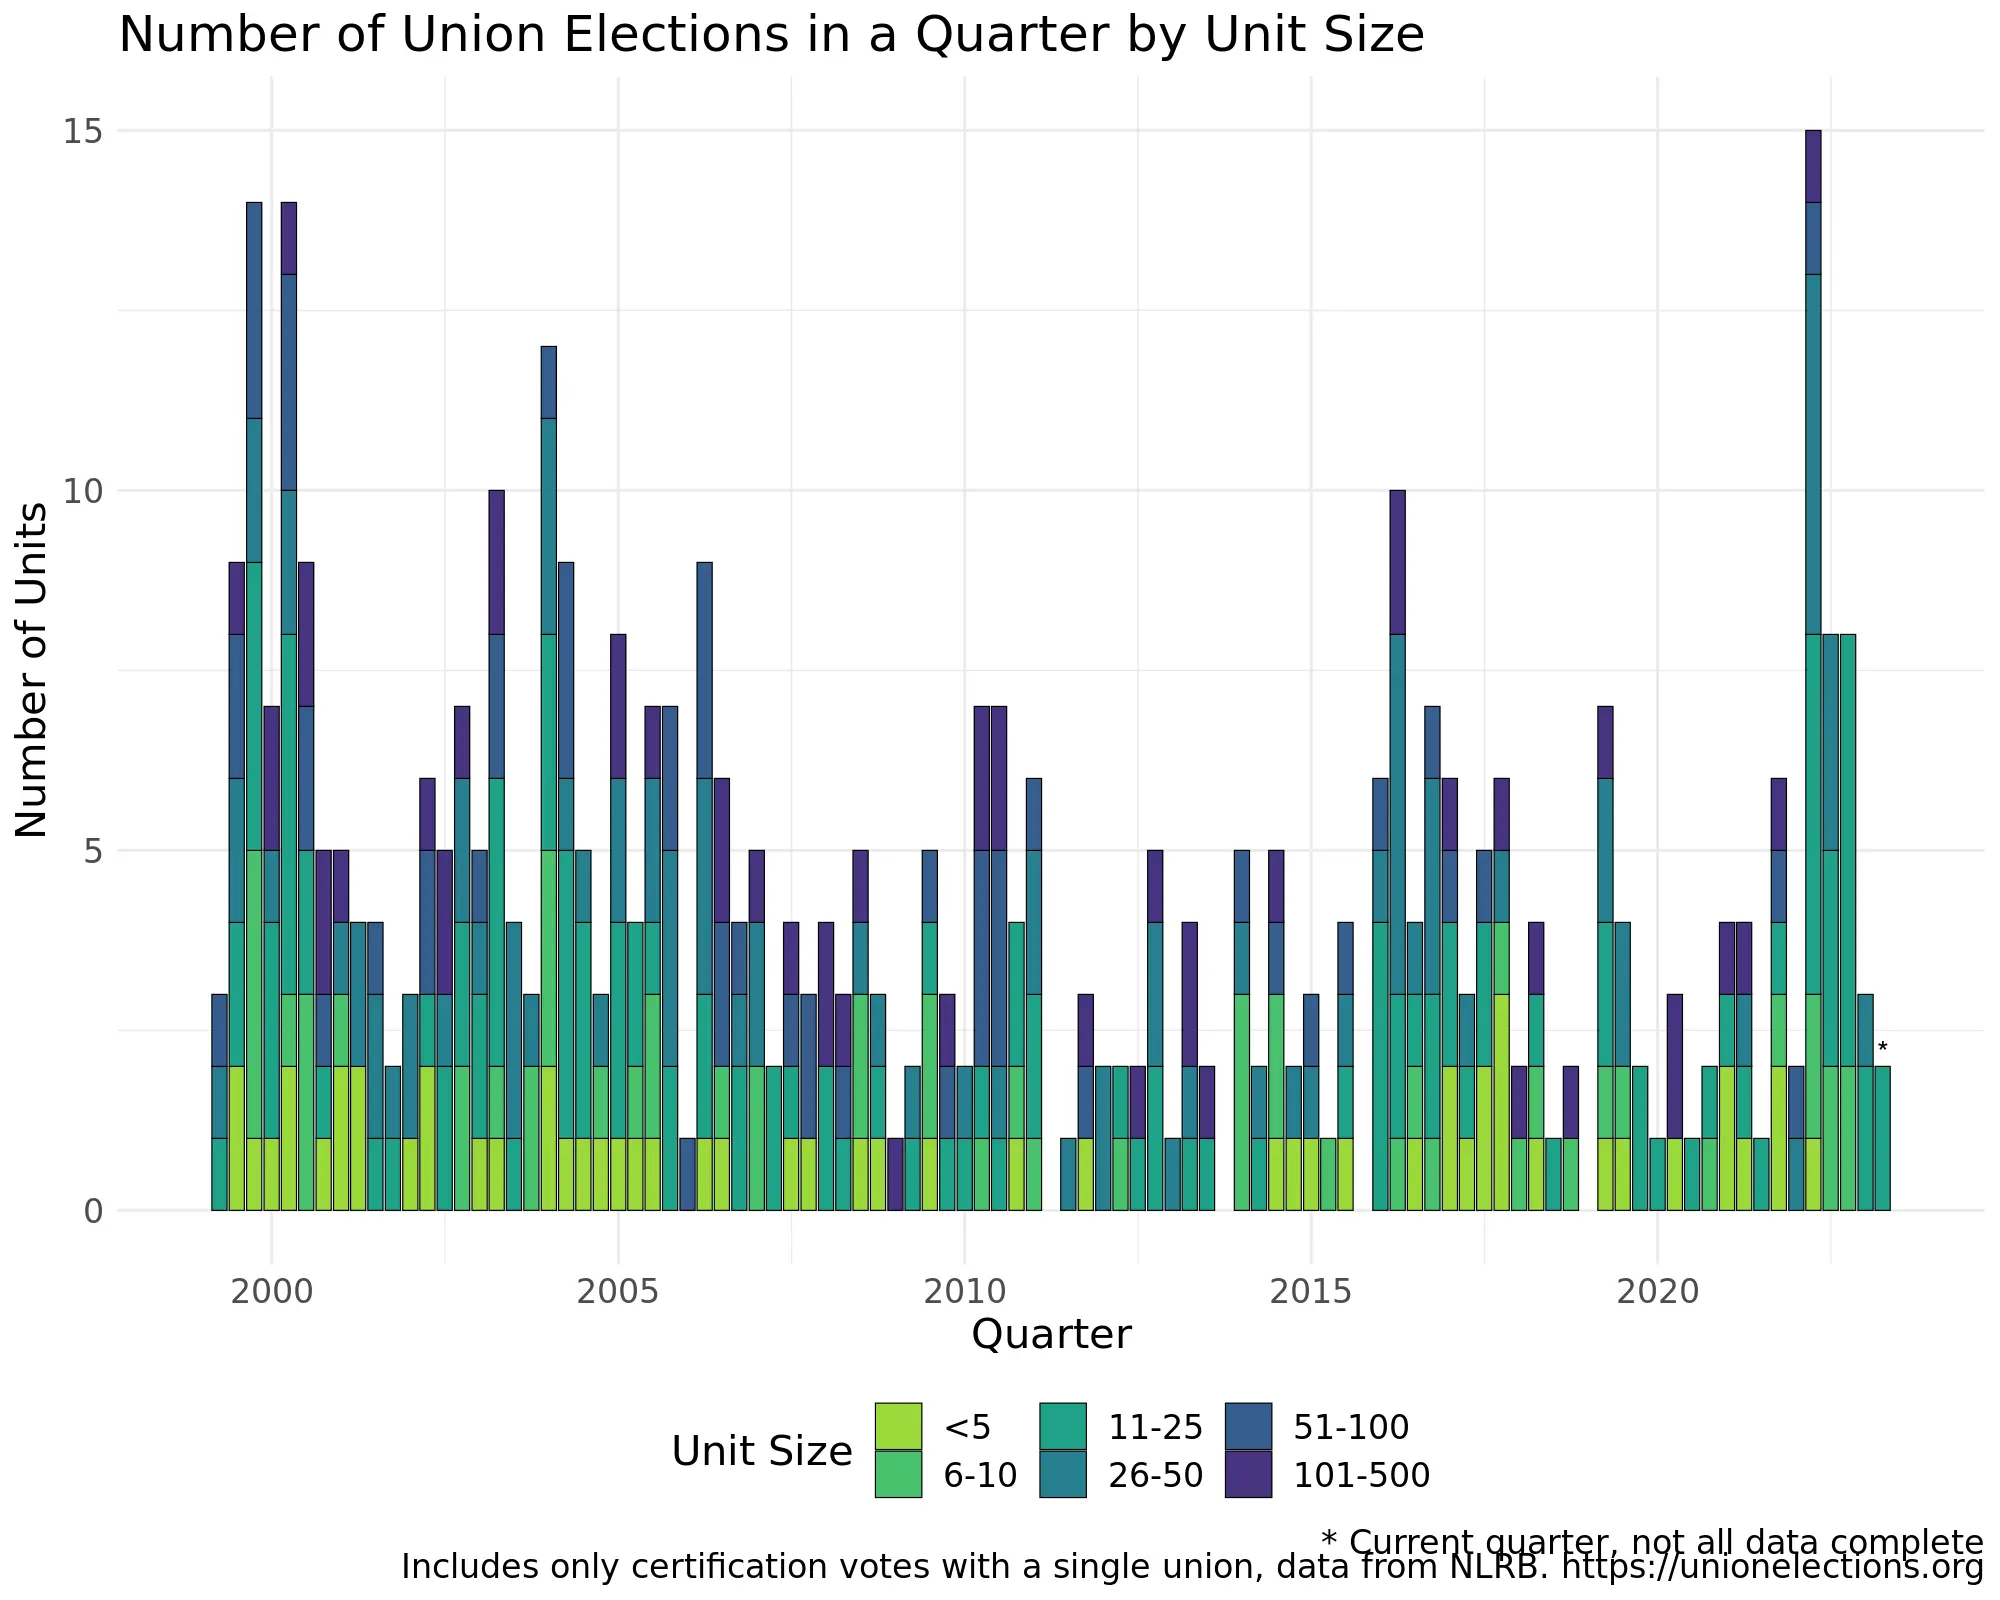 Number of Union Elections in a Quarter by Unit Size
15
10
5
0
Number of Units
*
2000 2005 2010 2015 2020
Quarter
Unit Size
<5 11-25 51-100
6-10 26-50 101-500
* Current quarter, not all data complete
Includes only certification votes with a single union, data from NLRB. https://unionelections.org